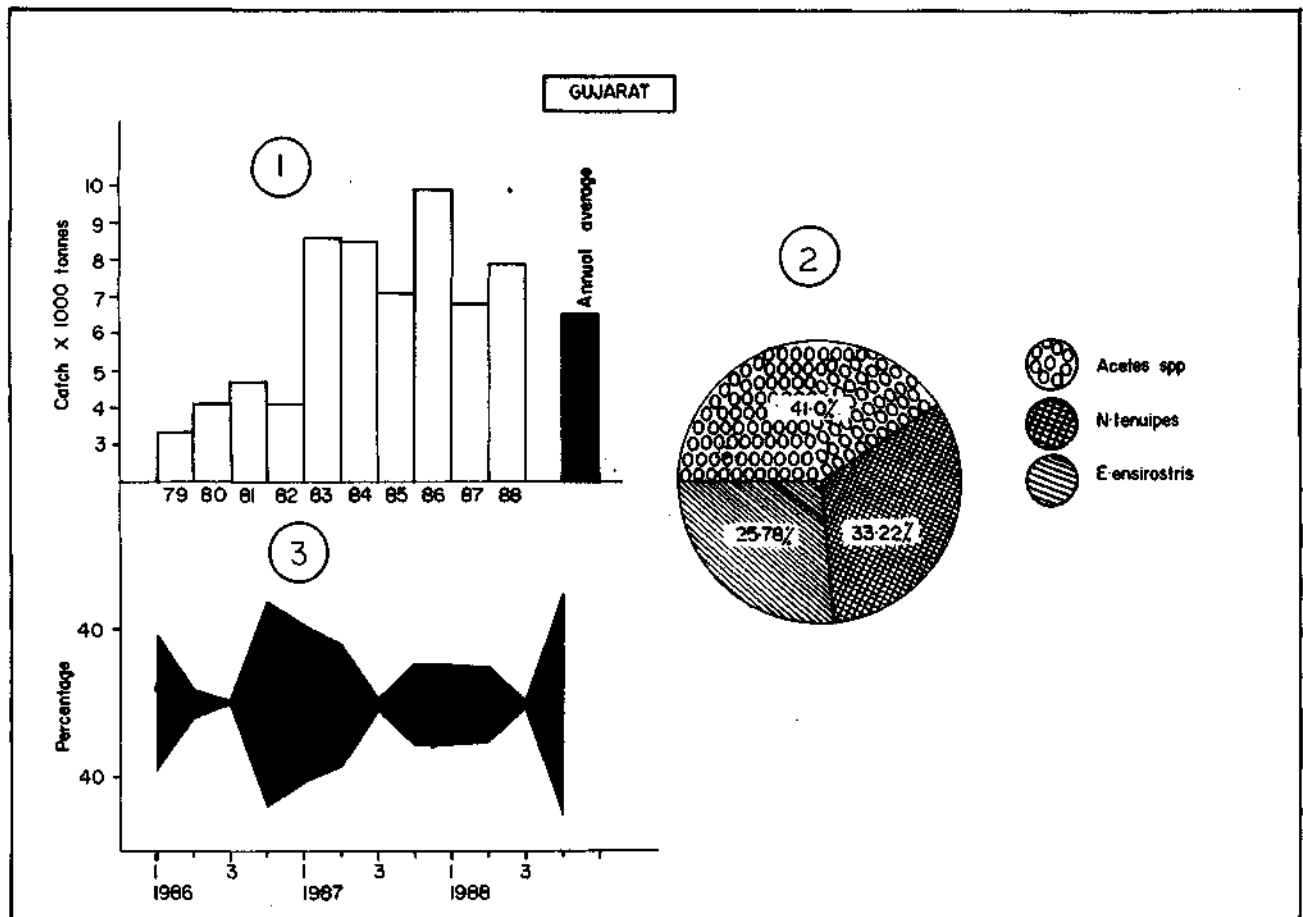 GUJARAT
1
Catch X 1000 tonnes
10
9
8
7
6
5
4
3
79 80 81 82 83 84 85 86 87 88
Annual average
2
41·0%
25·78%
33·22%
Acetes spp
N·tenuipes
E·ensirostris
3
Percentage
40
40
1 3 1 3 1 3
1986 1987 1988